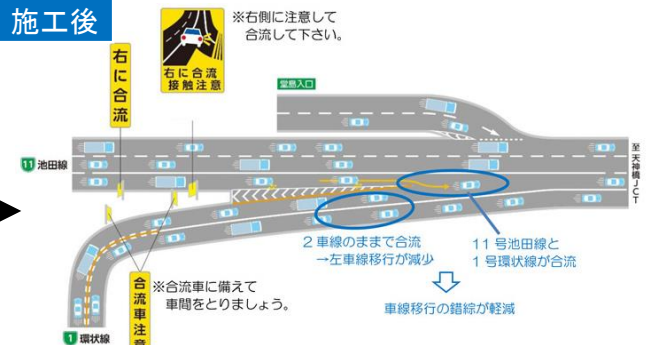 施工後
※右側に注意して
合流して下さい。
右に合流
右に合流
接触注意
堂島入口
11 池田線
至天神橋JCT
2車線のままで合流
→左車線移行が減少
11号池田線と
1号環状線が合流
車線移行の錯綜が軽減
合流車注意
※合流車に備えて
車間をとりましょう。
1 環状線